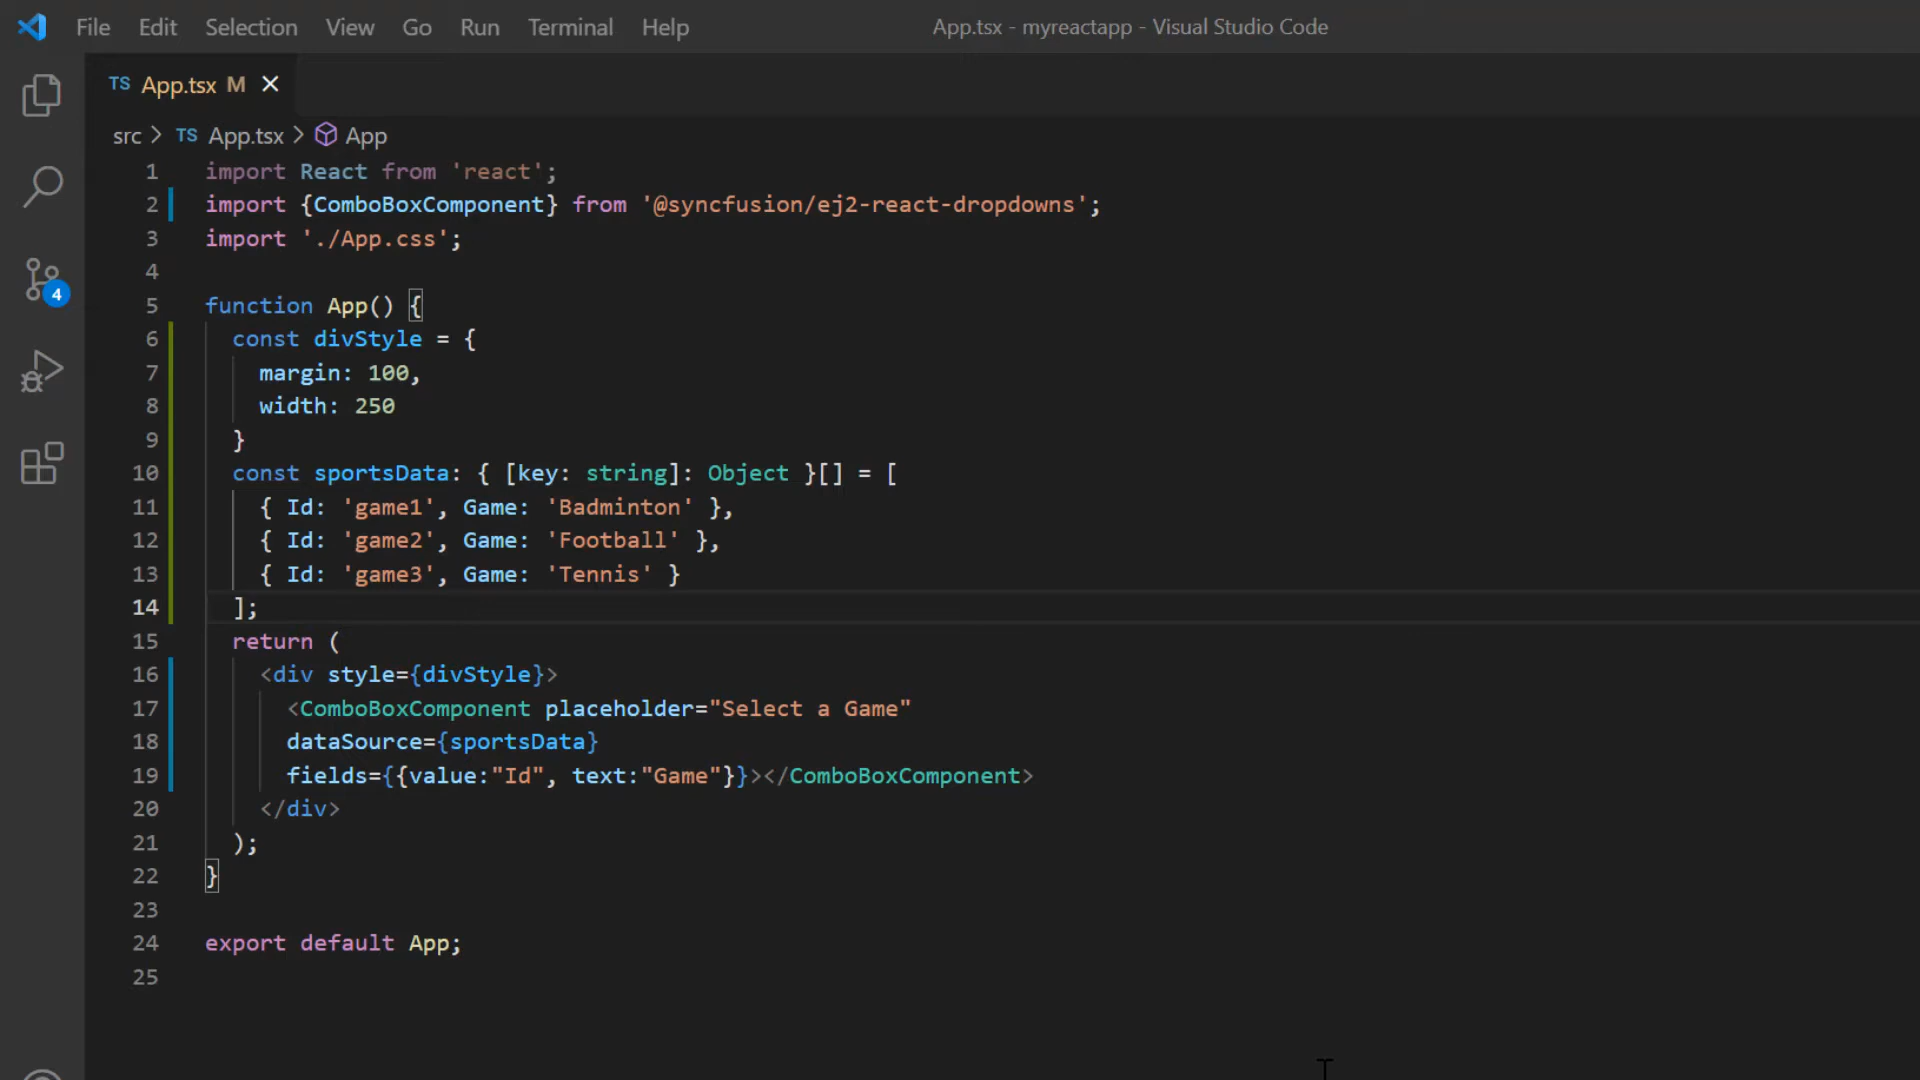 File Edit Selection View Go Run Terminal Help App.tsx - myreactapp - Visual Studio Code
TS App.tsx M
src > TS App.tsx > App
4
1 import React from 'react';
2 import {ComboBoxComponent} from '@syncfusion/ej2-react-dropdowns';
3 import './App.css';
4
5 function App() {
6 const divStyle = {
7 margin: 100,
8 width: 250
9 }
10 const sportsData: { [key: string]: Object }[] = [
11 { Id: 'game1', Game: 'Badminton' },
12 { Id: 'game2', Game: 'Football' },
13 { Id: 'game3', Game: 'Tennis' }
14 ];
15 return (
16 <div style={divStyle}>
17 <ComboBoxComponent placeholder="Select a Game"
18 dataSource={sportsData}
19 fields={{value:"Id", text:"Game"}}></ComboBoxComponent>
20 </div>
21 );
22 }
23
24 export default App;
25